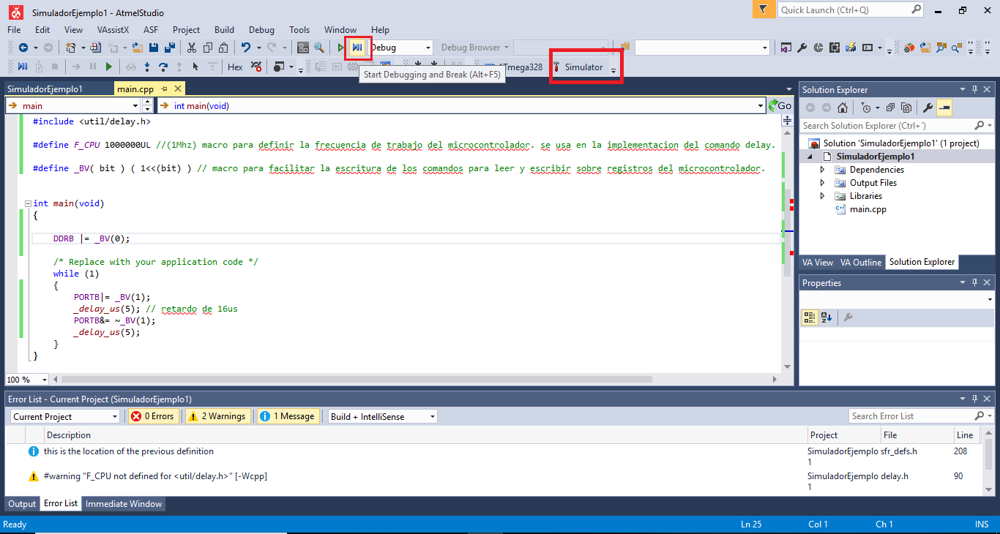 SimuladorEjemplo1 - AtmelStudio
Quick Launch (Ctrl+Q)
File Edit View VAssistX ASF Project Build Debug Tools Window Help
Debug Debug Browser
Hex ATmega328 Simulator
Start Debugging and Break (Alt+F5)
SimuladorEjemplo1 main.cpp
main int main(void) Go
#include <util/delay.h>
#define F_CPU 1000000UL //(1Mhz) macro para definir la frecuencia de trabajo del microcontrolador. se usa en la implementacion del comando delay.
#define _BV( bit ) ( 1<<(bit) ) // macro para facilitar la escritura de los comandos para leer y escribir sobre registros del microcontrolador.
int main(void)
{
DDRB |= _BV(0);
/* Replace with your application code */
while (1)
{
PORTB|= _BV(1);
_delay_us(5); // retardo de 16us
PORTB&= ~_BV(1);
_delay_us(5);
}
}
100 %
Solution Explorer
Search Solution Explorer (Ctrl+´)
Solution 'SimuladorEjemplo1' (1 project)
SimuladorEjemplo1
Dependencies
Output Files
Libraries
main.cpp
VA View VA Outline Solution Explorer
Properties
Error List - Current Project (SimuladorEjemplo1)
Current Project 0 Errors 2 Warnings 1 Message Build + IntelliSense Search Error List
Description Project File Line
this is the location of the previous definition SimuladorEjemplo sfr_defs.h 208
1
#warning "F_CPU not defined for <util/delay.h>" [-Wcpp] SimuladorEjemplo delay.h 90
1
Output Error List Immediate Window
Ready Ln 25 Col 1 Ch 1 INS